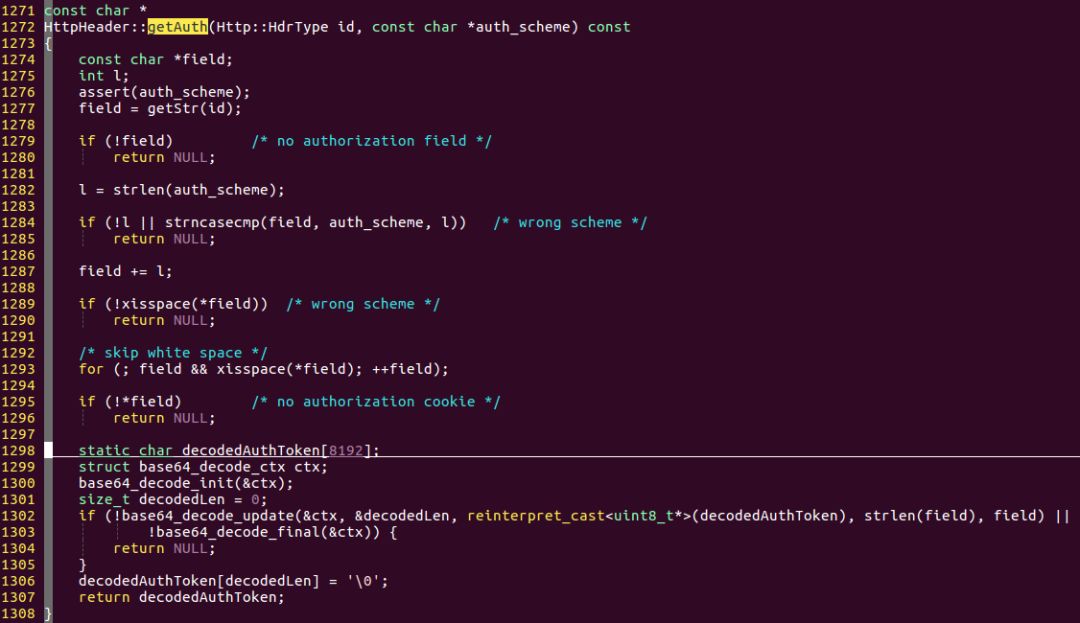 1271 const char *
1272 HttpHeader::getAuth(Http::HdrType id, const char *auth_scheme) const
1273 {
1274     const char *field;
1275     int l;
1276     assert(auth_scheme);
1277     field = getStr(id);
1278
1279     if (!field)         /* no authorization field */
1280         return NULL;
1281
1282     l = strlen(auth_scheme);
1283
1284     if (!l || strncasecmp(field, auth_scheme, l))   /* wrong scheme */
1285         return NULL;
1286
1287     field += l;
1288
1289     if (!xisspace(*field))  /* wrong scheme */
1290         return NULL;
1291
1292     /* skip white space */
1293     for (; field && xisspace(*field); ++field);
1294
1295     if (!*field)        /* no authorization cookie */
1296         return NULL;
1297
1298     static char decodedAuthToken[8192];
1299     struct base64_decode_ctx ctx;
1300     base64_decode_init(&ctx);
1301     size_t decodedLen = 0;
1302     if (!base64_decode_update(&ctx, &decodedLen, reinterpret_cast<uint8_t*>(decodedAuthToken), strlen(field), field) ||
1303             !base64_decode_final(&ctx)) {
1304         return NULL;
1305     }
1306     decodedAuthToken[decodedLen] = '\0';
1307     return decodedAuthToken;
1308 }